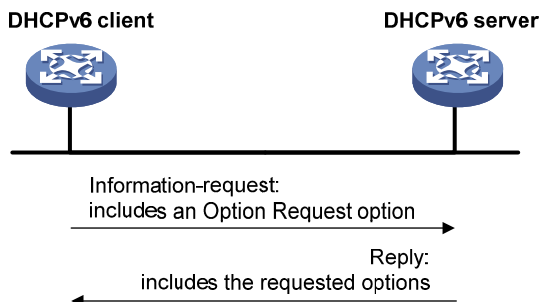 DHCPv6 client
DHCPv6 server
Information-request:
includes an Option Request option
Reply:
includes the requested options